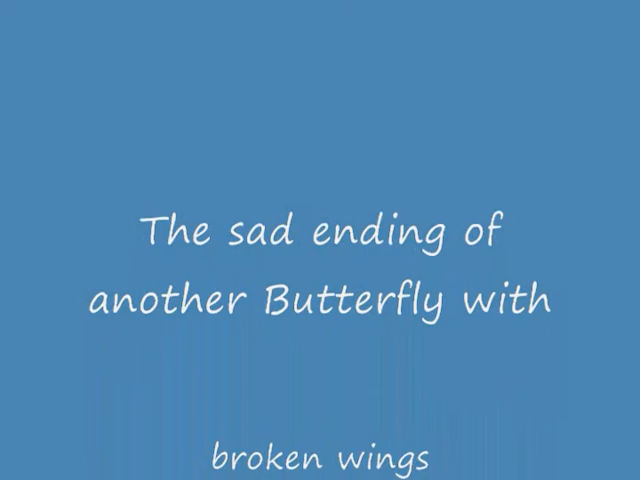 The sad ending of
another Butterfly with
broken wings